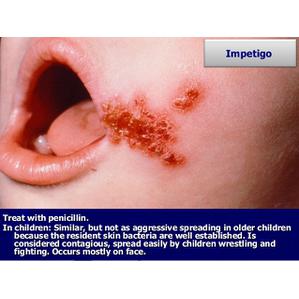 Impetigo
Treat with penicillin.
In children: Similar, but not as aggressive spreading in older children
because the resident skin bacteria are well established. Is
considered contagious, spread easily by children wrestling and
fighting. Occurs mostly on face.